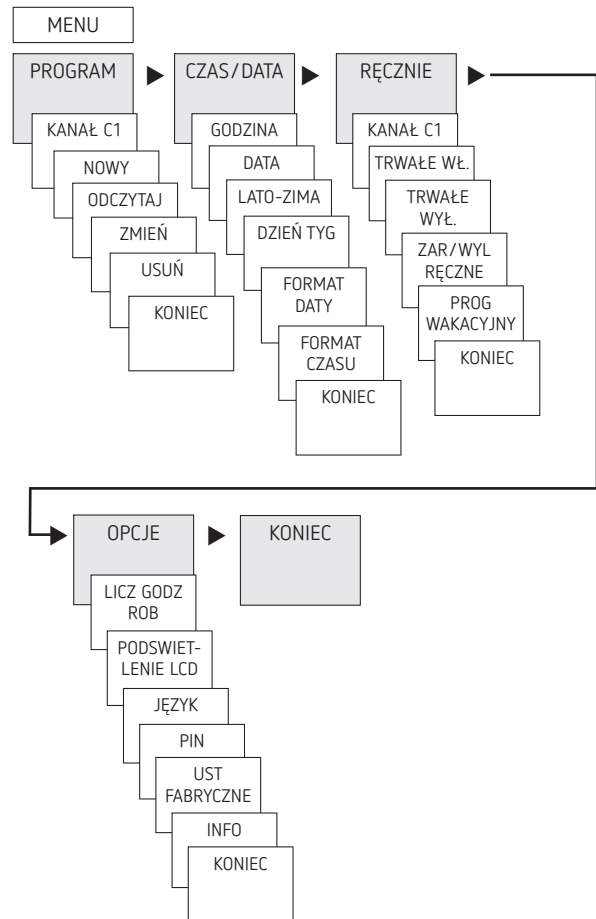 MENU
PROGRAM
KANAŁ C1
NOWY
ODCZYTAJ
ZMIEŃ
USUŃ
KONIEC
CZAS/DATA
GODZINA
DATA
LATO-ZIMA
DZIEŃ TYG
FORMAT
DATY
FORMAT
CZASU
KONIEC
RĘCZNIE
KANAŁ C1
TRWAŁE WŁ.
TRWAŁE
WYŁ.
ZAR/WYL
RĘCZNE
PROG
WAKACYJNY
KONIEC
OPCJE
LICZ GODZ
ROB
PODSWIET-
LENIE LCD
JĘZYK
PIN
UST
FABRYCZNE
INFO
KONIEC
KONIEC